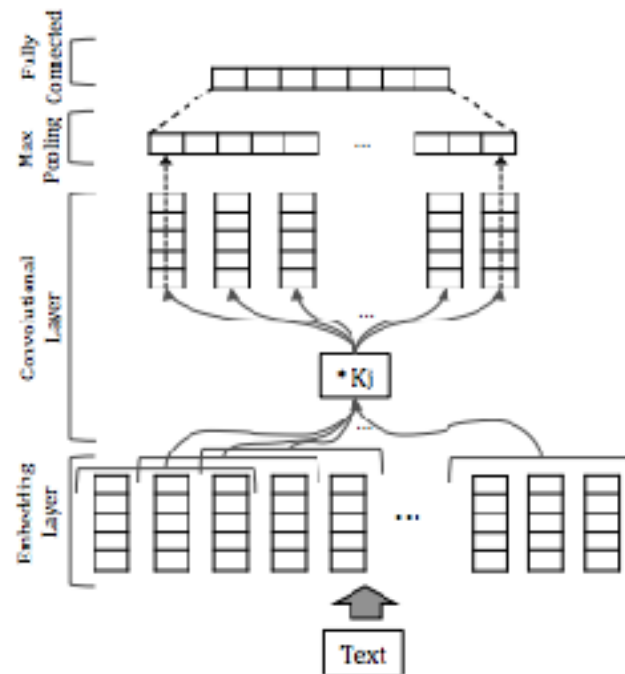 Fully
Connected
Max
Pooling
...
Convolutional
Layer
...
* Kj
...
Embedding
Layer
...
Text